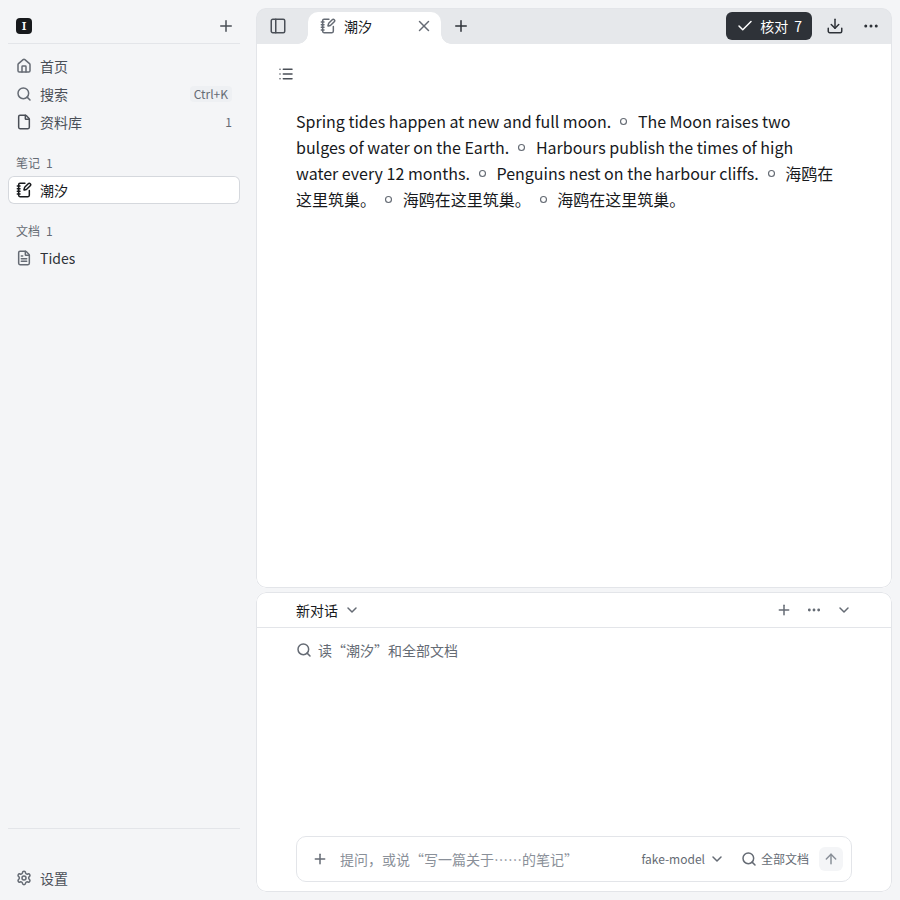 I
首页
搜索 Ctrl+K
资料库 1
笔记 1
潮汐
文档 1
Tides
设置
潮汐
核对 7
Spring tides happen at new and full moon. The Moon raises two
bulges of water on the Earth. Harbours publish the times of high
water every 12 months. Penguins nest on the harbour cliffs. 海鸥在
这里筑巢。 海鸥在这里筑巢。 海鸥在这里筑巢。
新对话
读“潮汐”和全部文档
提问，或说“写一篇关于……的笔记” fake-model 全部文档